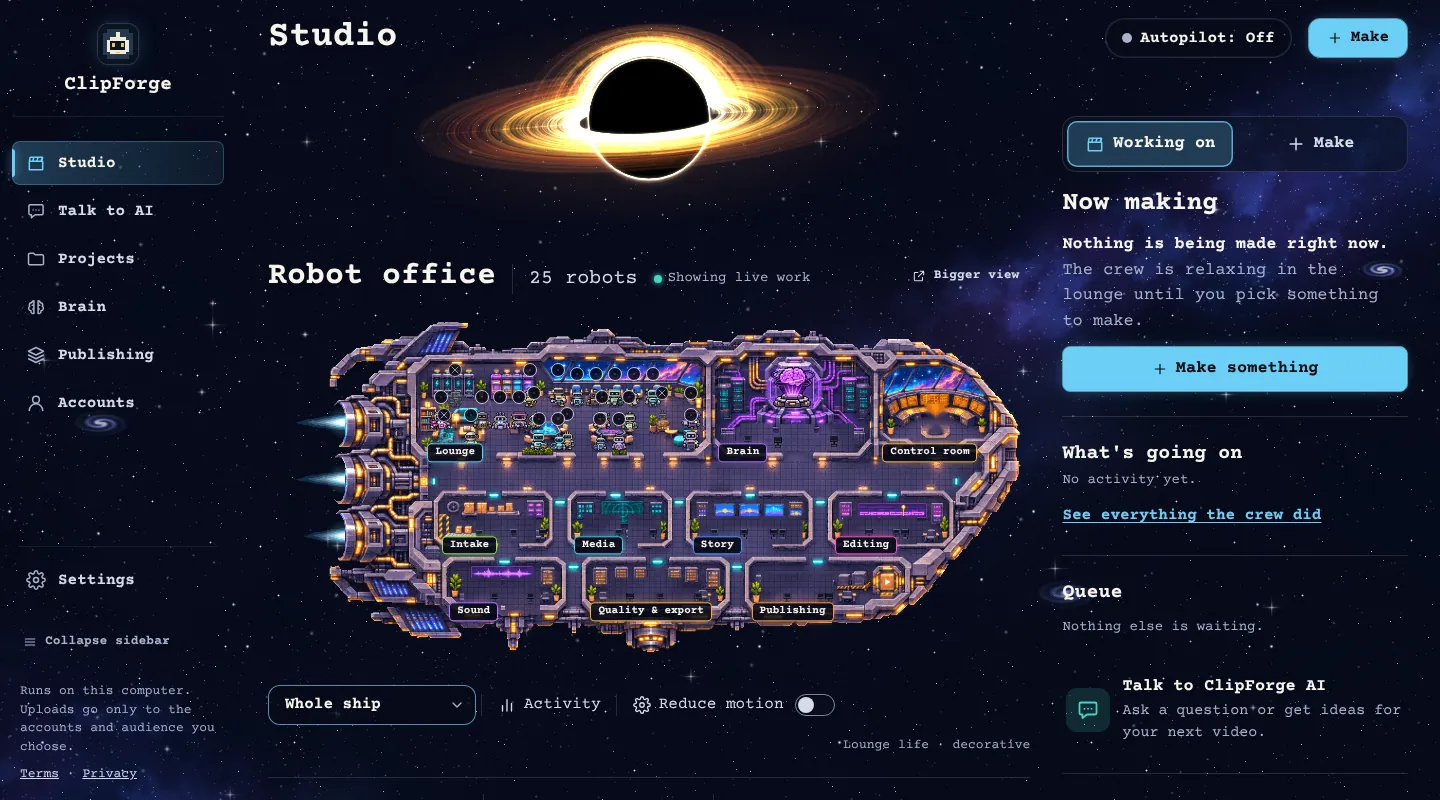 ClipForge
Studio
Talk to AI
Projects
Brain
Publishing
Accounts
Settings
Collapse sidebar
Runs on this computer.
Uploads go only to the
accounts and audience you
choose.
Terms · Privacy
Studio
Autopilot: Off
+ Make
Robot office
25 robots
Showing live work
Bigger view
Lounge
Brain
Control room
Intake
Media
Story
Editing
Sound
Quality & export
Publishing
Whole ship
Activity
Reduce motion
Lounge life · decorative
Working on
+ Make
Now making
Nothing is being made right now.
The crew is relaxing in the
lounge until you pick something
to make.
+ Make something
What's going on
No activity yet.
See everything the crew did
Queue
Nothing else is waiting.
Talk to ClipForge AI
Ask a question or get ideas for
your next video.